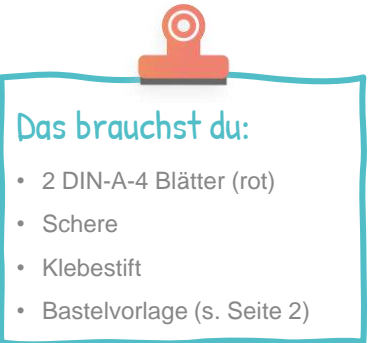 Das brauchst du:
• 2 DIN-A-4 Blätter (rot)
• Schere
• Klebestift
• Bastelvorlage (s. Seite 2)